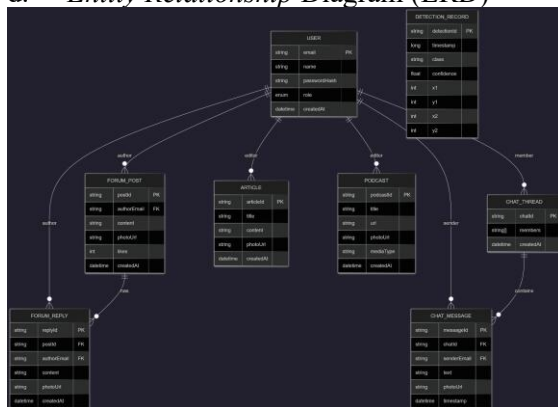 d. Entity Relationship Diagram (ERD)
DETECTION_RECORD
string detectionId PK
long timestamp
string class
float confidence
int x1
int y1
int x2
int y2
USER
string email PK
string name
string passwordHash
enum role
datetime createdAt
author
author
editor
editor
sender
member
FORUM_POST
string postId PK
string authorEmail FK
string content
string photoUrl
int likes
datetime createdAt
ARTICLE
string articleId PK
string title
string content
string photoUrl
datetime createdAt
PODCAST
string podcastId PK
string title
string url
string photoUrl
string mediaType
datetime createdAt
CHAT_THREAD
string chatId PK
string[] members
datetime createdAt
has
contains
FORUM_REPLY
string replyId PK
string postId FK
string authorEmail FK
string content
string photoUrl
datetime createdAt
CHAT_MESSAGE
string messageId PK
string chatId FK
string senderEmail FK
string text
string photoUrl
datetime timestamp